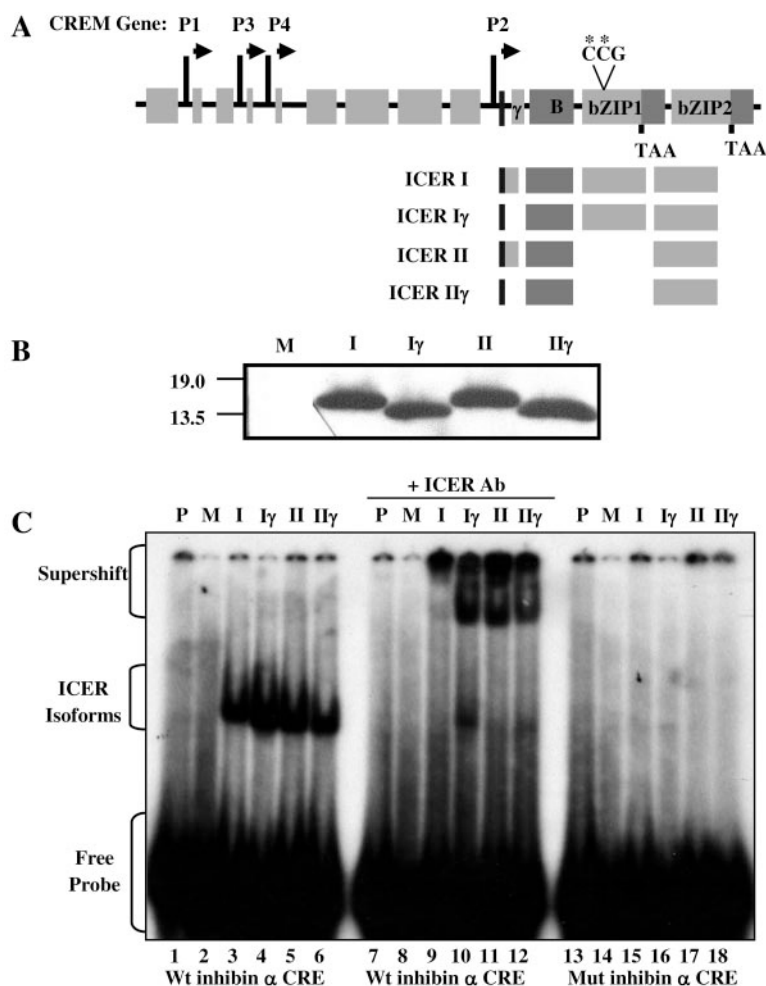 A
CREM Gene: P1 P3 P4 P2
* *
CCG
γ B bZIP1 bZIP2
TAA TAA
ICER I
ICER Iγ
ICER II
ICER IIγ
B
M I Iγ II IIγ
19.0
13.5
+ ICER Ab
C
P M I Iγ II IIγ P M I Iγ II IIγ P M I Iγ II IIγ
Supershift
ICER
Isoforms
Free
Probe
1 2 3 4 5 6 7 8 9 10 11 12 13 14 15 16 17 18
Wt inhibin α CRE Wt inhibin α CRE Mut inhibin α CRE